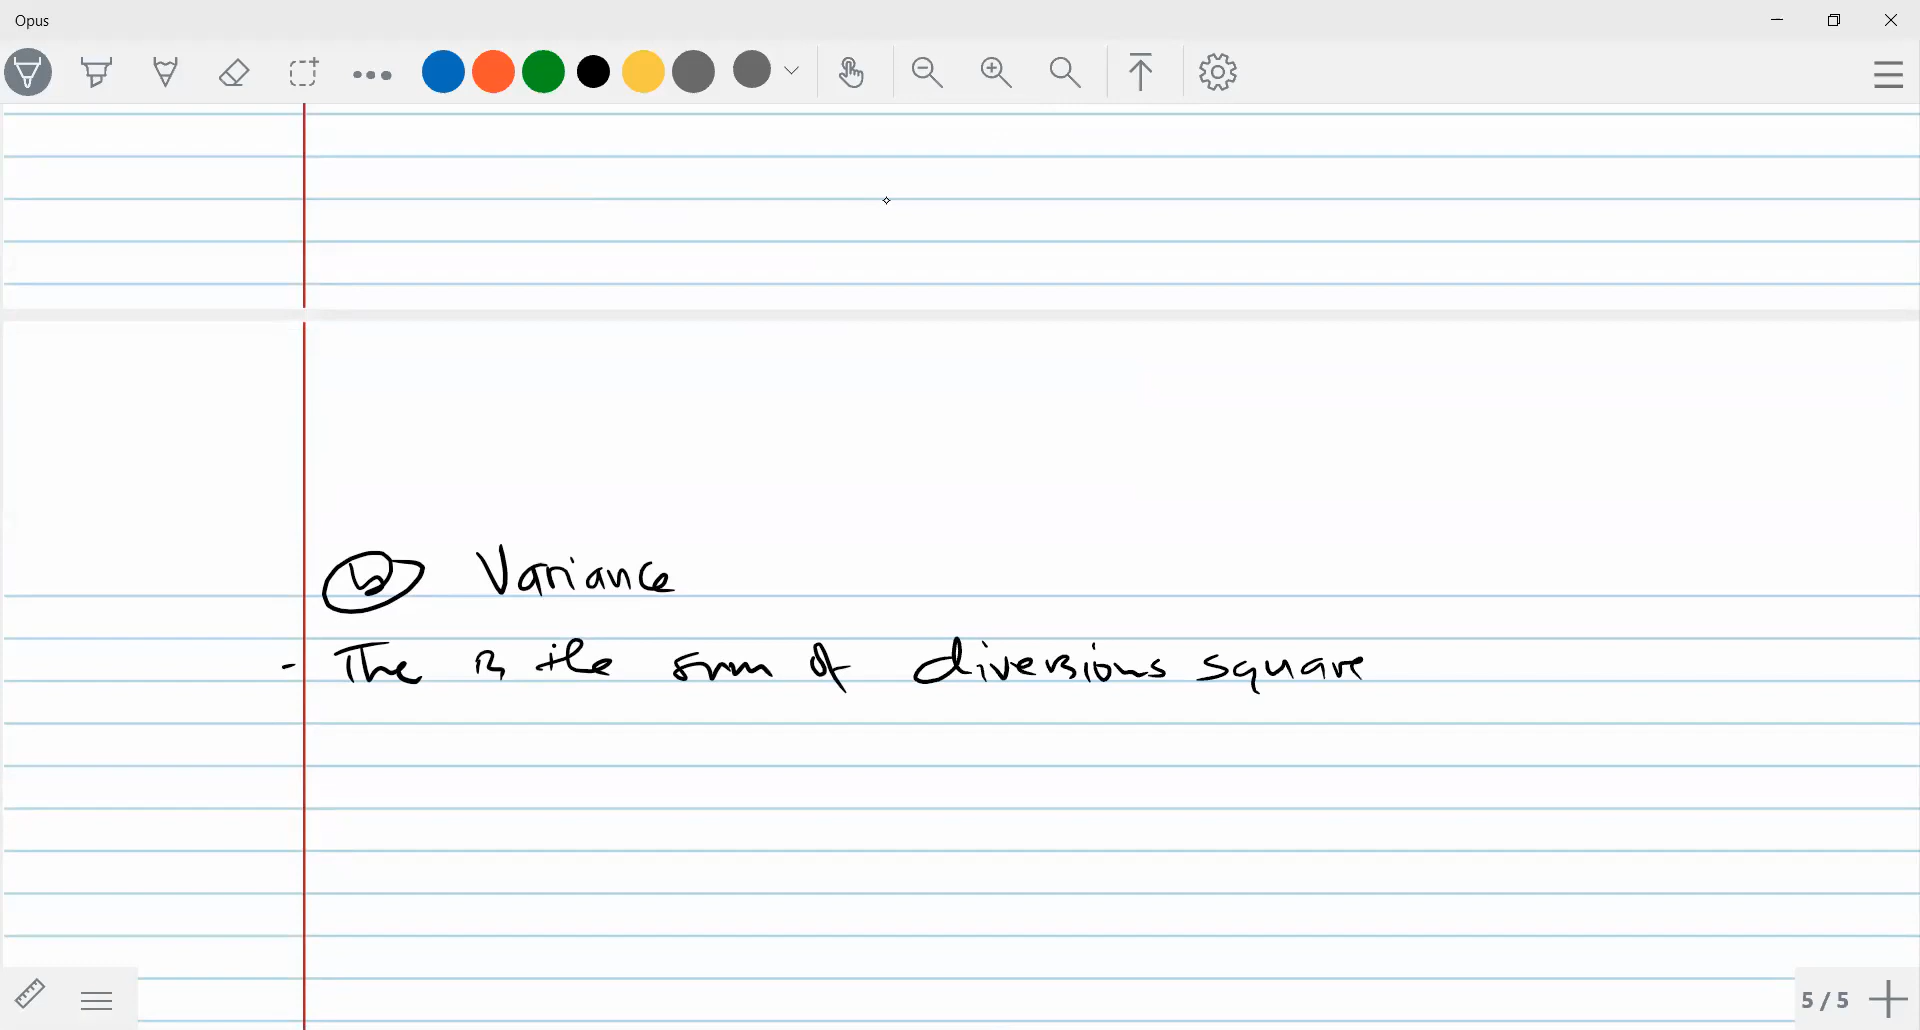 Opus
(b) Variance
- The is the sum of diversions square
5 / 5